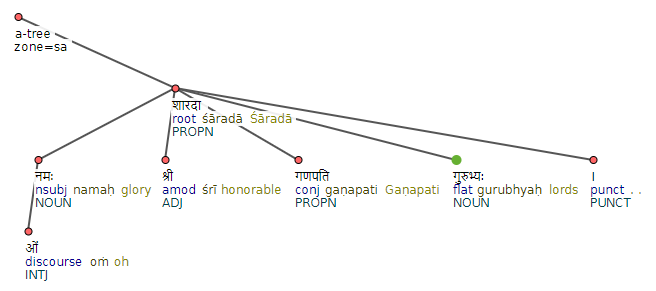 a-tree
zone=sa
शारदा
root śāradā Śāradā
PROPN
नमः
nsubj namaḥ glory
NOUN
श्री
amod śrī honorable
ADJ
गणपति
conj gaṇapati Gaṇapati
PROPN
गुरुभ्यः
flat gurubhyaḥ lords
NOUN
।
punct . .
PUNCT
ओं
discourse om oh
INTJ